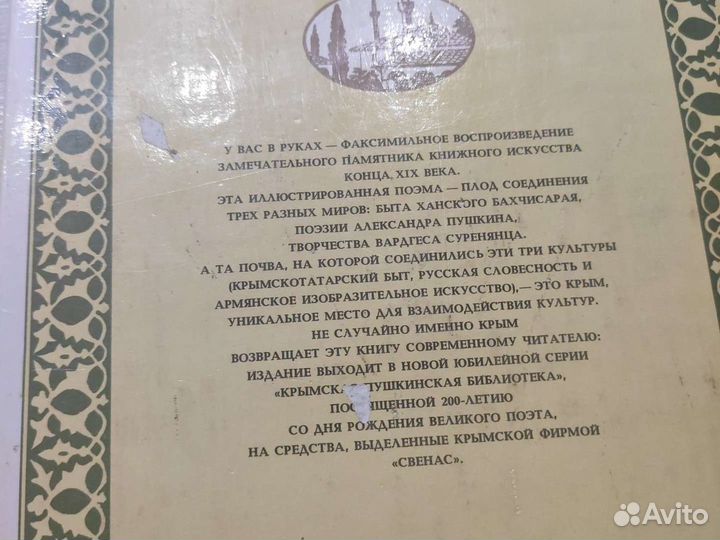 У ВАС В РУКАХ — ФАКСИМИЛЬНОЕ ВОСПРОИЗВЕДЕНИЕ
ЗАМЕЧАТЕЛЬНОГО ПАМЯТНИКА КНИЖНОГО ИСКУССТВА
КОНЦА XIX ВЕКА.
ЭТА ИЛЛЮСТРИРОВАННАЯ ПОЭМА — ПЛОД СОЕДИНЕНИЯ
ТРЕХ РАЗНЫХ МИРОВ: БЫТА ХАНСКОГО БАХЧИСАРАЯ,
ПОЭЗИИ АЛЕКСАНДРА ПУШКИНА,
ТВОРЧЕСТВА ВАРДГЕСА СУРЕНЯНЦА.
А ТА ПОЧВА, НА КОТОРОЙ СОЕДИНИЛИСЬ ЭТИ ТРИ КУЛЬТУРЫ
(КРЫМСКОТАТАРСКИЙ БЫТ, РУССКАЯ СЛОВЕСНОСТЬ И
АРМЯНСКОЕ ИЗОБРАЗИТЕЛЬНОЕ ИСКУССТВО),— ЭТО КРЫМ,
УНИКАЛЬНОЕ МЕСТО ДЛЯ ВЗАИМОДЕЙСТВИЯ КУЛЬТУР.
НЕ СЛУЧАЙНО ИМЕННО КРЫМ
ВОЗВРАЩАЕТ ЭТУ КНИГУ СОВРЕМЕННОМУ ЧИТАТЕЛЮ:
ИЗДАНИЕ ВЫХОДИТ В НОВОЙ ЮБИЛЕЙНОЙ СЕРИИ
«КРЫМСКАЯ ПУШКИНСКАЯ БИБЛИОТЕКА»,
ПОСВЯЩЕННОЙ 200-ЛЕТИЮ
СО ДНЯ РОЖДЕНИЯ ВЕЛИКОГО ПОЭТА,
НА СРЕДСТВА, ВЫДЕЛЕННЫЕ КРЫМСКОЙ ФИРМОЙ
«СВЕНАС».
Avito